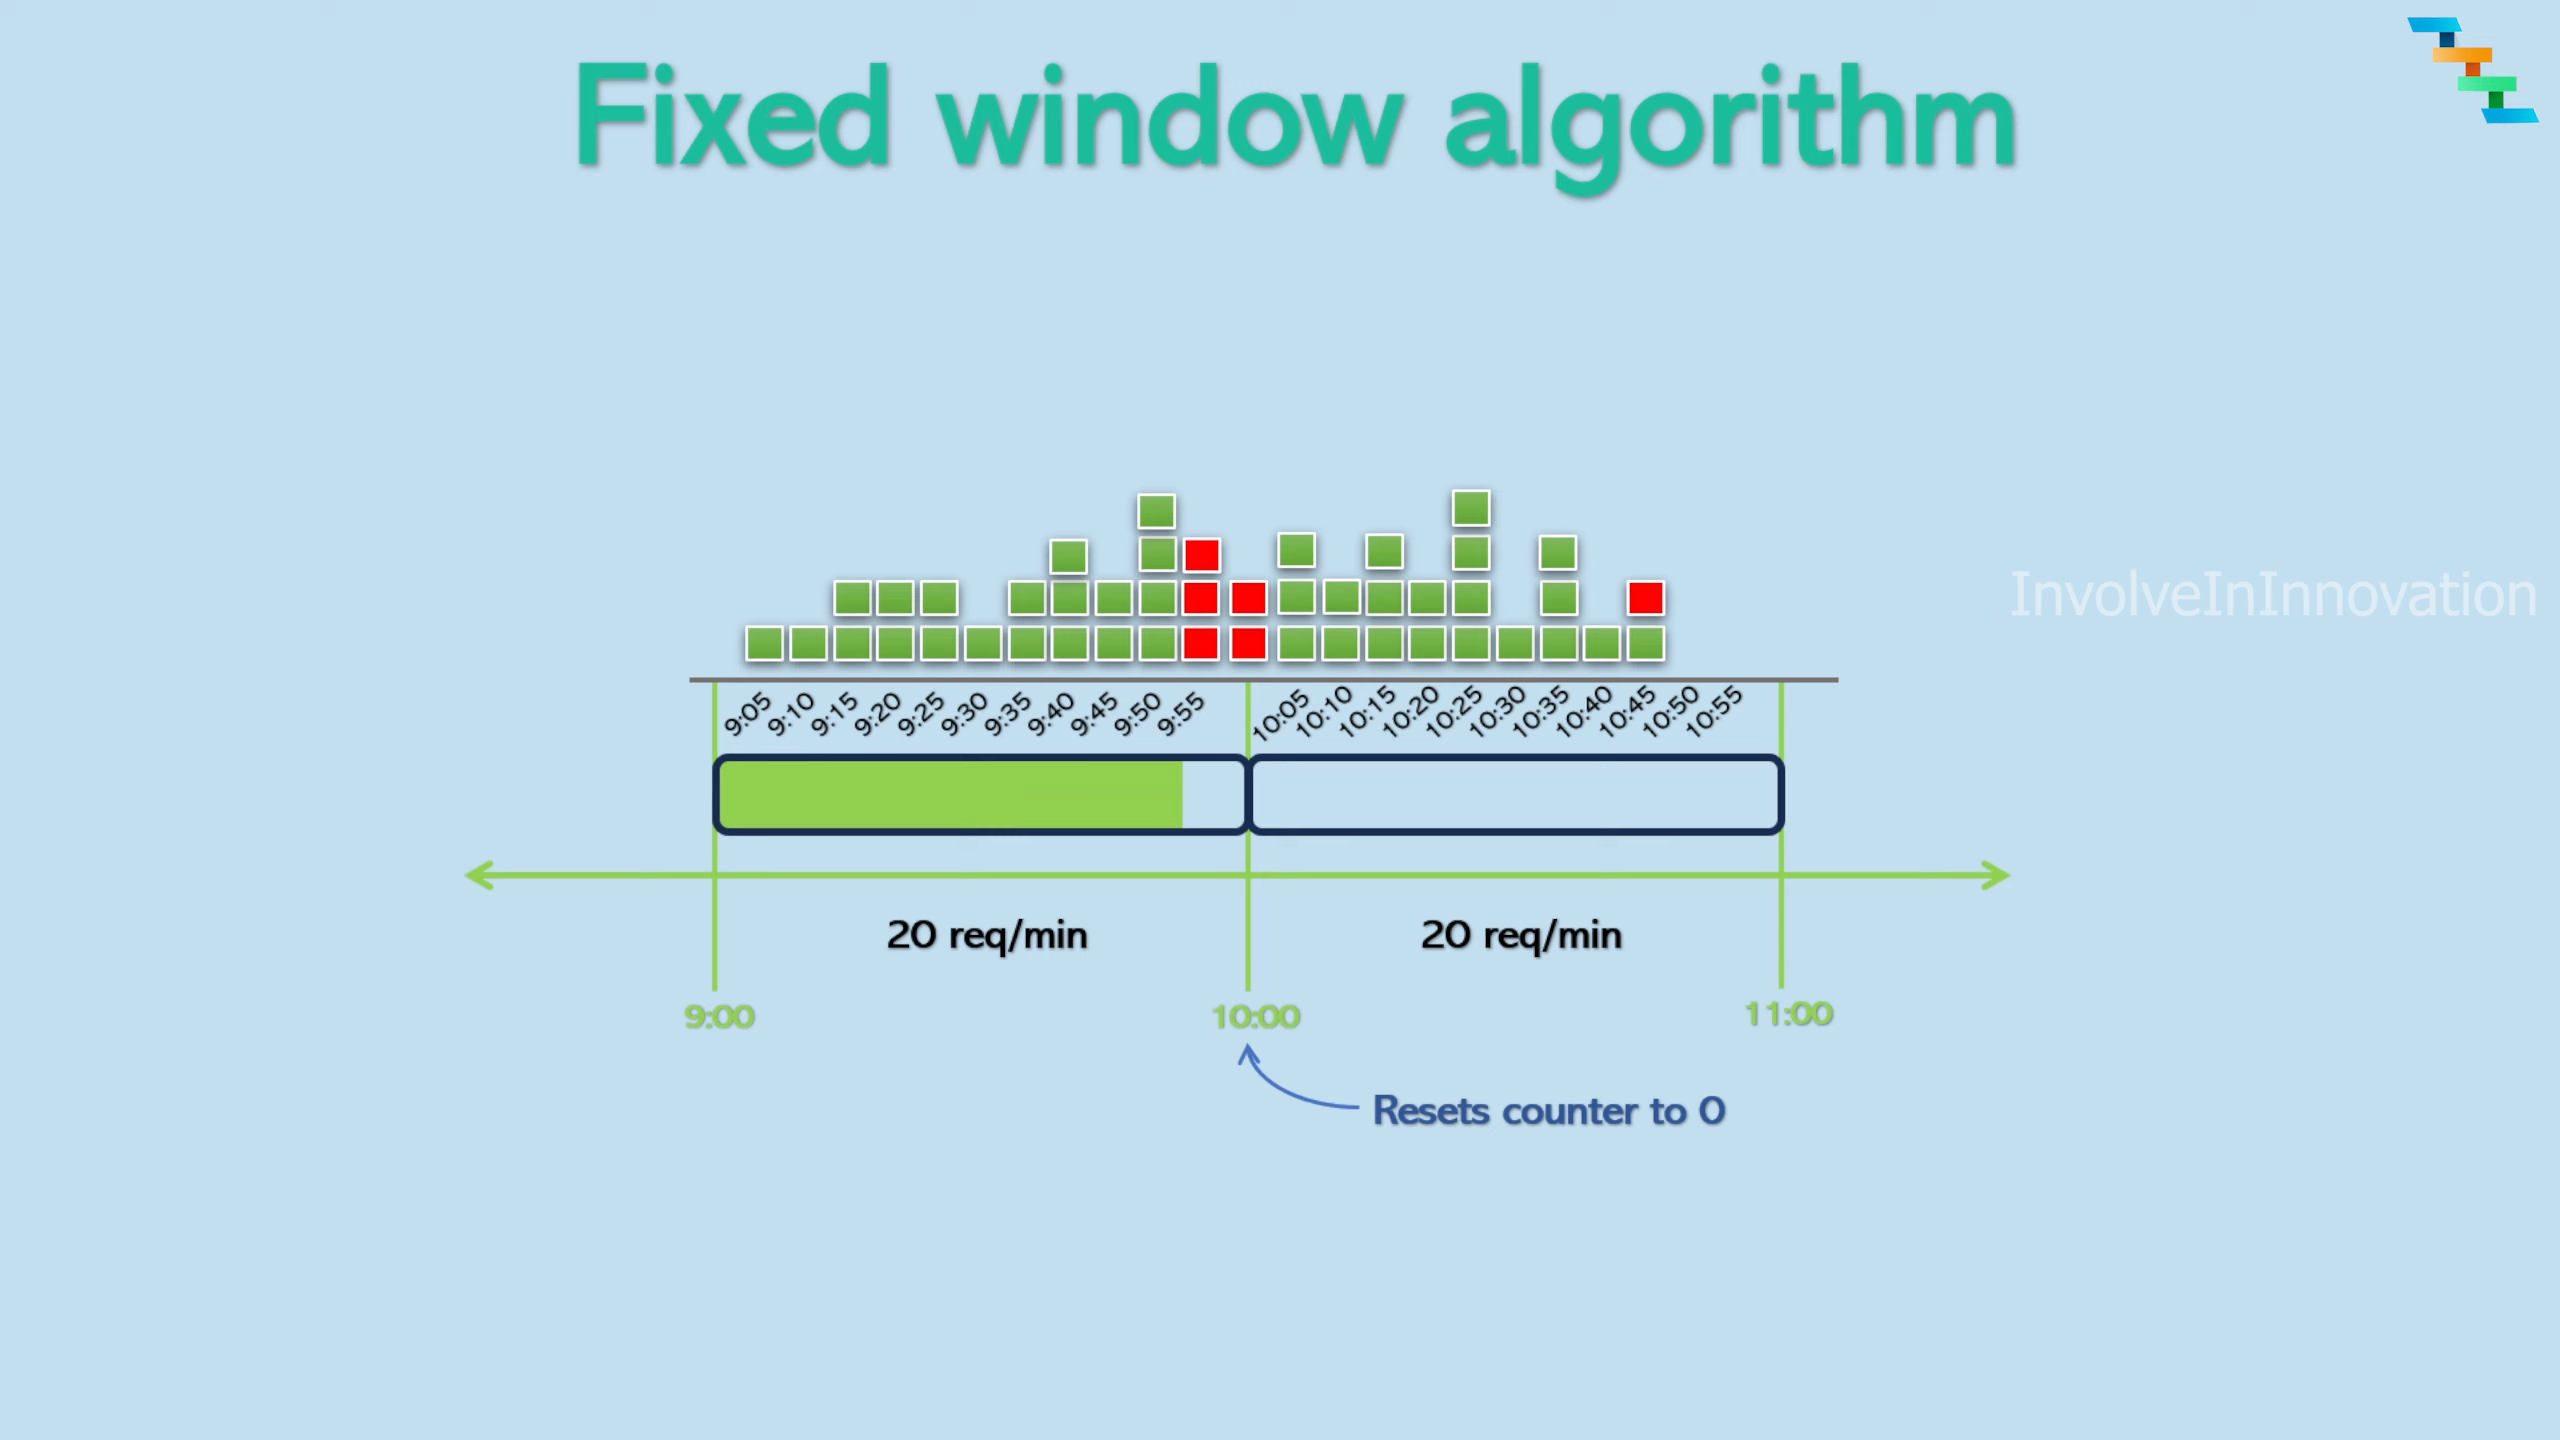 Fixed window algorithm
InvolveInInnovation
9:05 9:10 9:15 9:20 9:25 9:30 9:35 9:40 9:45 9:50 9:55 10:05 10:10 10:15 10:20 10:25 10:30 10:35 10:40 10:45 10:50 10:55
20 req/min 20 req/min
9:00 10:00 11:00
Resets counter to 0